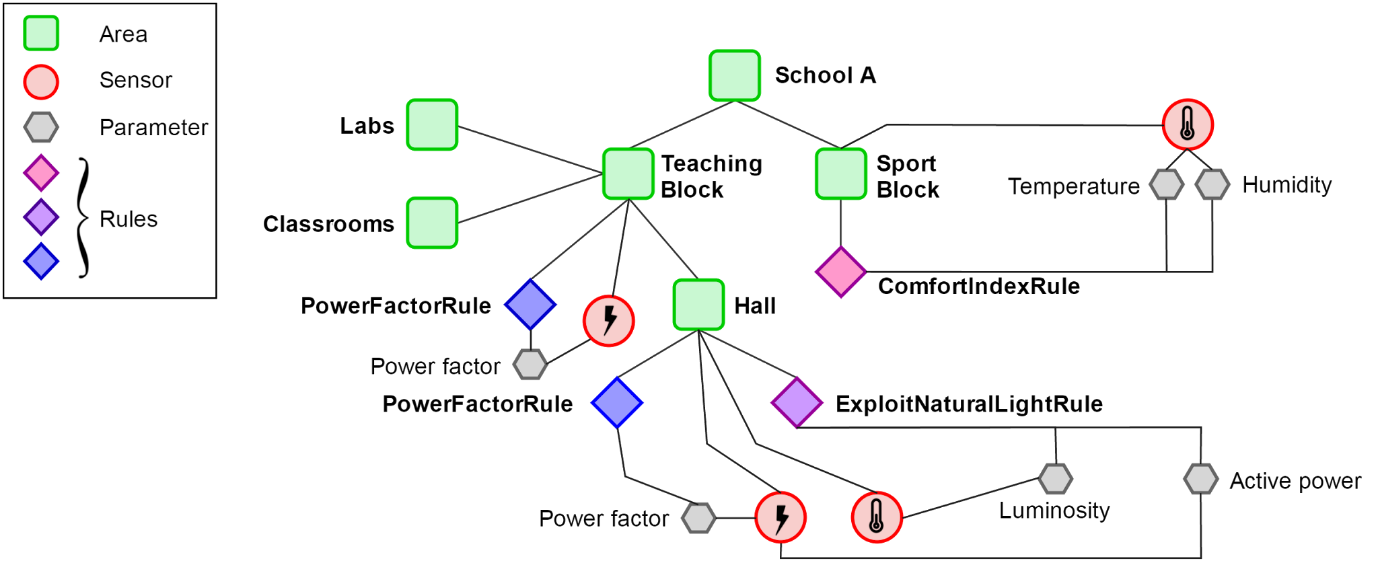 Area
Sensor
Parameter
Rules
School A
Labs
Teaching
Block
Sport
Block
Temperature
Humidity
Classrooms
ComfortIndexRule
PowerFactorRule
Hall
Power factor
PowerFactorRule
ExploitNaturalLightRule
Active power
Luminosity
Power factor